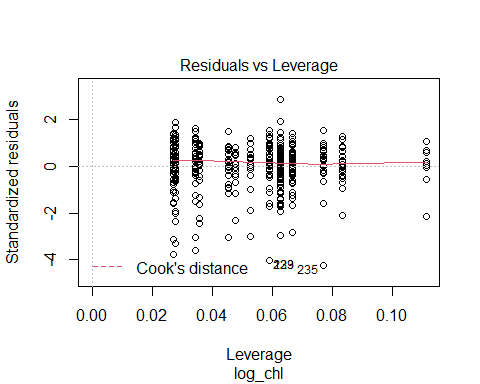 Residuals vs Leverage
Standardized residuals
2
0
-2
-4
Cook's distance
239
235
0.00 0.02 0.04 0.06 0.08 0.10
Leverage
log_chl